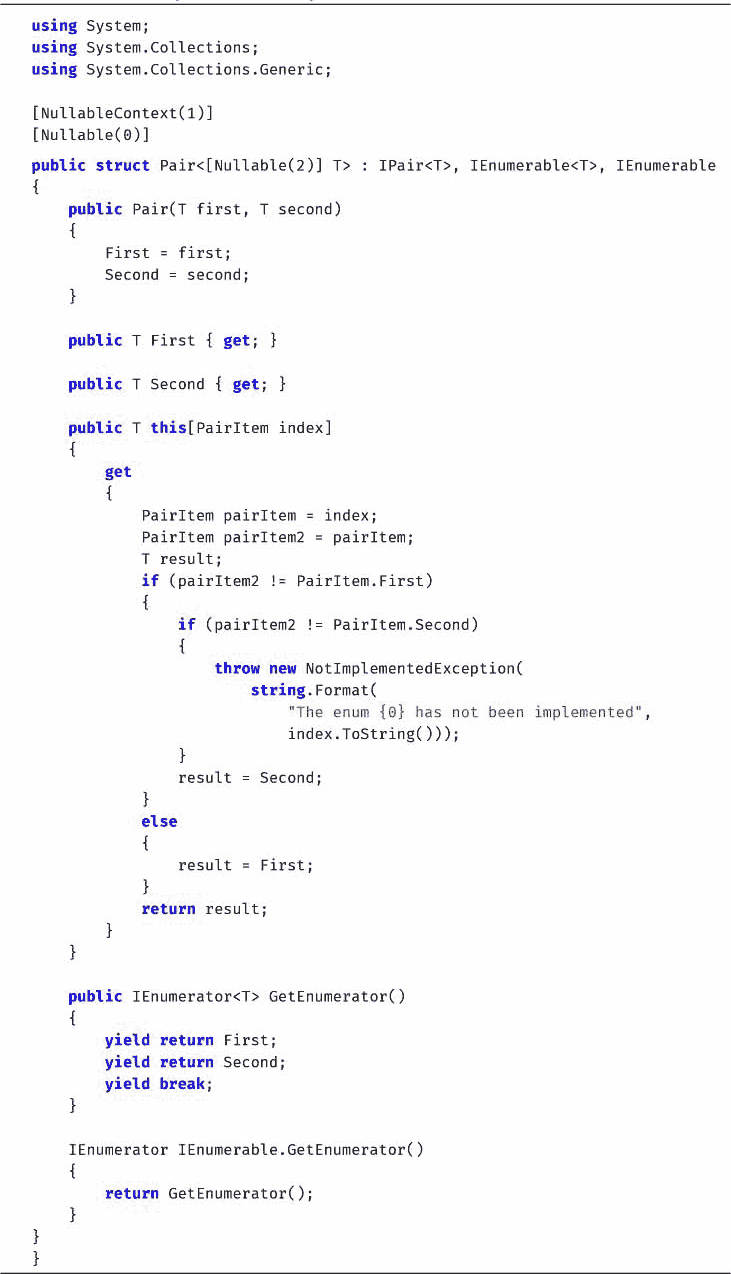 using System;
using System.Collections;
using System.Collections.Generic;

[NullableContext(1)]
[Nullable(0)]
public struct Pair<[Nullable(2)] T> : IPair<T>, IEnumerable<T>, IEnumerable
{
    public Pair(T first, T second)
    {
        First = first;
        Second = second;
    }

    public T First { get; }

    public T Second { get; }

    public T this[PairItem index]
    {
        get
        {
            PairItem pairItem = index;
            PairItem pairItem2 = pairItem;
            T result;
            if (pairItem2 != PairItem.First)
            {
                if (pairItem2 != PairItem.Second)
                {
                    throw new NotImplementedException(
                        string.Format(
                            "The enum {0} has not been implemented",
                            index.ToString()));
                }
                result = Second;
            }
            else
            {
                result = First;
            }
            return result;
        }
    }

    public IEnumerator<T> GetEnumerator()
    {
        yield return First;
        yield return Second;
        yield break;
    }

    IEnumerator IEnumerable.GetEnumerator()
    {
        return GetEnumerator();
    }
}
}